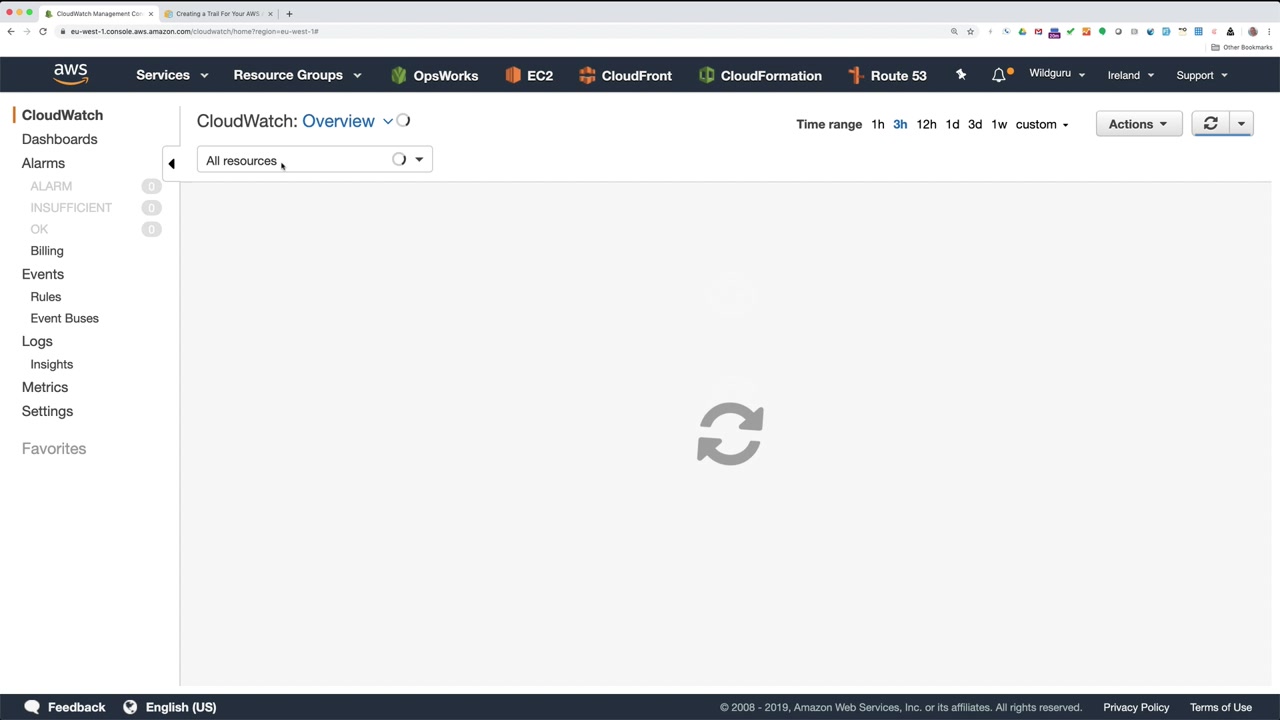 CloudWatch Management Con
Creating a Trail For Your AWS
eu-west-1.console.aws.amazon.com/cloudwatch/home?region=eu-west-1#
Other Bookmarks
aws
Services
Resource Groups
OpsWorks
EC2
CloudFront
CloudFormation
Route 53
Wildguru
Ireland
Support
CloudWatch
Dashboards
Alarms
ALARM 0
INSUFFICIENT 0
OK 0
Billing
Events
Rules
Event Buses
Logs
Insights
Metrics
Settings
Favorites
CloudWatch: Overview
Time range 1h 3h 12h 1d 3d 1w custom
Actions
All resources
Feedback
English (US)
© 2008 - 2019, Amazon Web Services, Inc. or its affiliates. All rights reserved.
Privacy Policy
Terms of Use